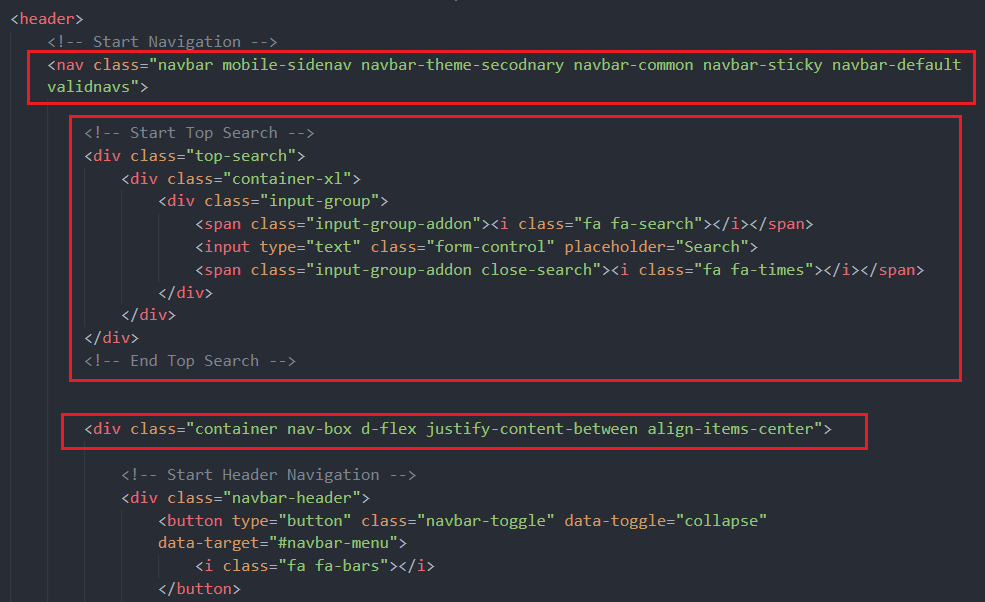 <header>
<!-- Start Navigation -->
<nav class="navbar mobile-sidenav navbar-theme-secodnary navbar-common navbar-sticky navbar-default
validnavs">
<!-- Start Top Search -->
<div class="top-search">
<div class="container-xl">
<div class="input-group">
<span class="input-group-addon"><i class="fa fa-search"></i></span>
<input type="text" class="form-control" placeholder="Search">
<span class="input-group-addon close-search"><i class="fa fa-times"></i></span>
</div>
</div>
</div>
<!-- End Top Search -->
<div class="container nav-box d-flex justify-content-between align-items-center">
<!-- Start Header Navigation -->
<div class="navbar-header">
<button type="button" class="navbar-toggle" data-toggle="collapse"
data-target="#navbar-menu">
<i class="fa fa-bars"></i>
</button>